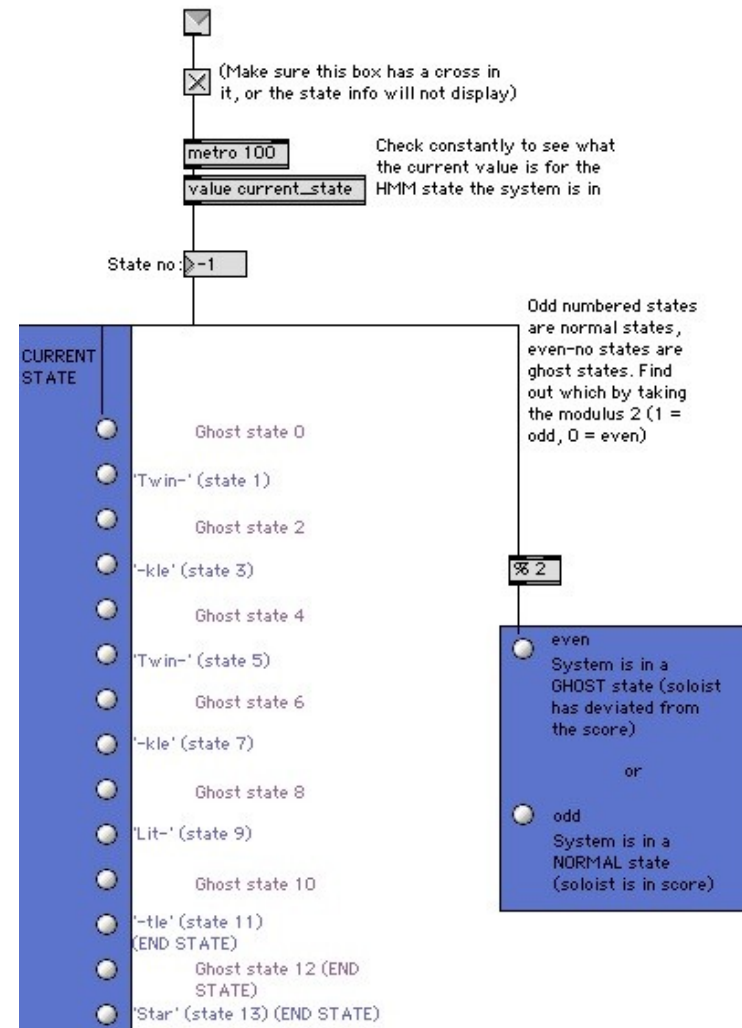 (Make sure this box has a cross in
it, or the state info will not display)
metro 100
value current_state
Check constantly to see what
the current value is for the
HMM state the system is in
State no:
-1
CURRENT
STATE
Ghost state 0
'Twin-' (state 1)
Ghost state 2
'-kle' (state 3)
Ghost state 4
'Twin-' (state 5)
Ghost state 6
'-kle' (state 7)
Ghost state 8
'Lit-' (state 9)
Ghost state 10
'-tle' (state 11)
(END STATE)
Ghost state 12 (END
STATE)
'Star' (state 13) (END STATE)
Odd numbered states
are normal states,
even-no states are
ghost states. Find
out which by taking
the modulus 2 (1 =
odd, 0 = even)
% 2
even
System is in a
GHOST state (soloist
has deviated from
the score)
or
odd
System is in a
NORMAL state
(soloist is in score)